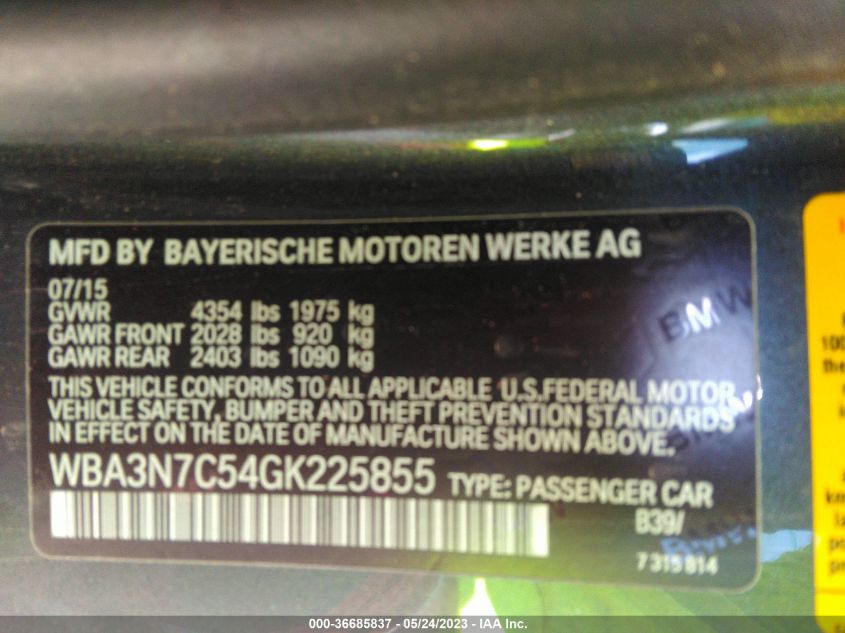 MFD BY BAYERISCHE MOTOREN WERKE AG
07/15
GVWR 4354 lbs 1975 kg
GAWR FRONT 2028 lbs 920 kg
GAWR REAR 2403 lbs 1090 kg
THIS VEHICLE CONFORMS TO ALL APPLICABLE U.S.FEDERAL MOTOR
VEHICLE SAFETY, BUMPER AND THEFT PREVENTION STANDARDS
IN EFFECT ON THE DATE OF MANUFACTURE SHOWN ABOVE.
WBA3N7C54GK225855 TYPE: PASSENGER CAR
B39/
7 315 814
BMW
100
the
000-36685837 - 05/24/2023 - IAA Inc.